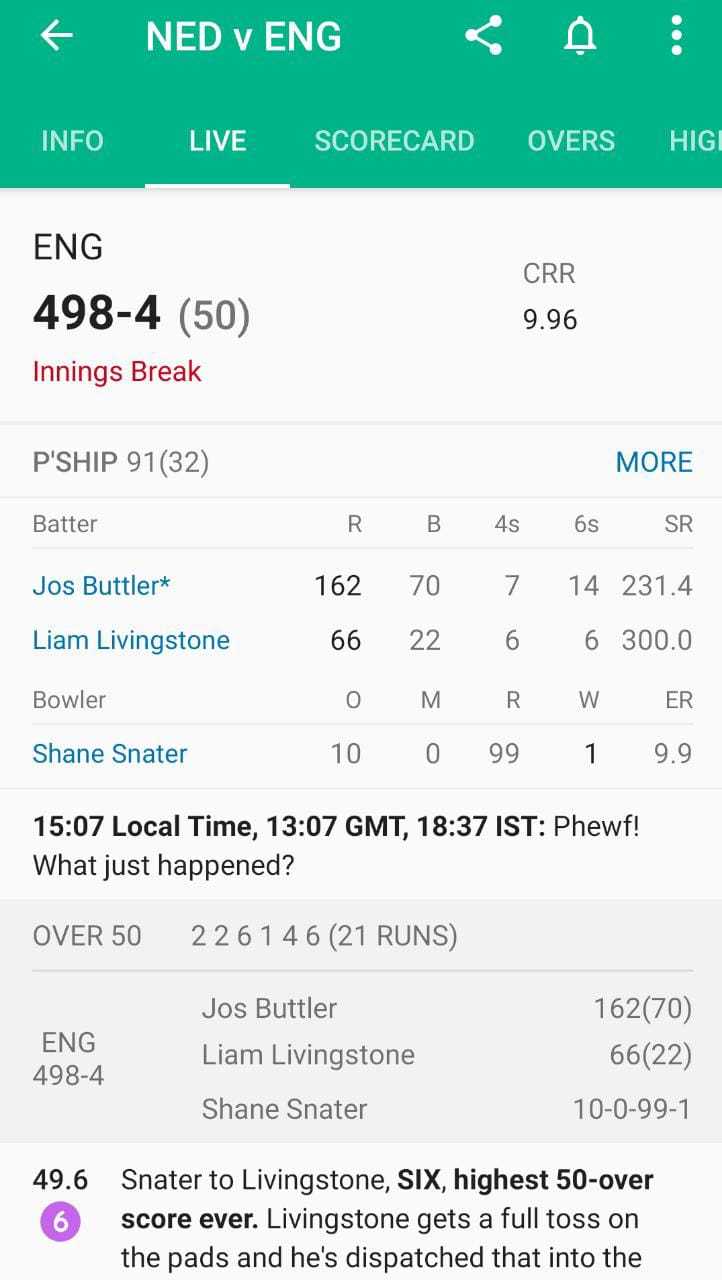 NED v ENG
INFO LIVE SCORECARD OVERS HIGH
ENG
498-4 (50)
CRR
9.96
Innings Break
P'SHIP 91(32) MORE
Batter R B 4s 6s SR
Jos Buttler* 162 70 7 14 231.4
Liam Livingstone 66 22 6 6 300.0
Bowler O M R W ER
Shane Snater 10 0 99 1 9.9
15:07 Local Time, 13:07 GMT, 18:37 IST: Phewf!
What just happened?
OVER 50 2 2 6 1 4 6 (21 RUNS)
ENG
498-4
Jos Buttler 162(70)
Liam Livingstone 66(22)
Shane Snater 10-0-99-1
49.6 Snater to Livingstone, SIX, highest 50-over
6 score ever. Livingstone gets a full toss on
the pads and he's dispatched that into the